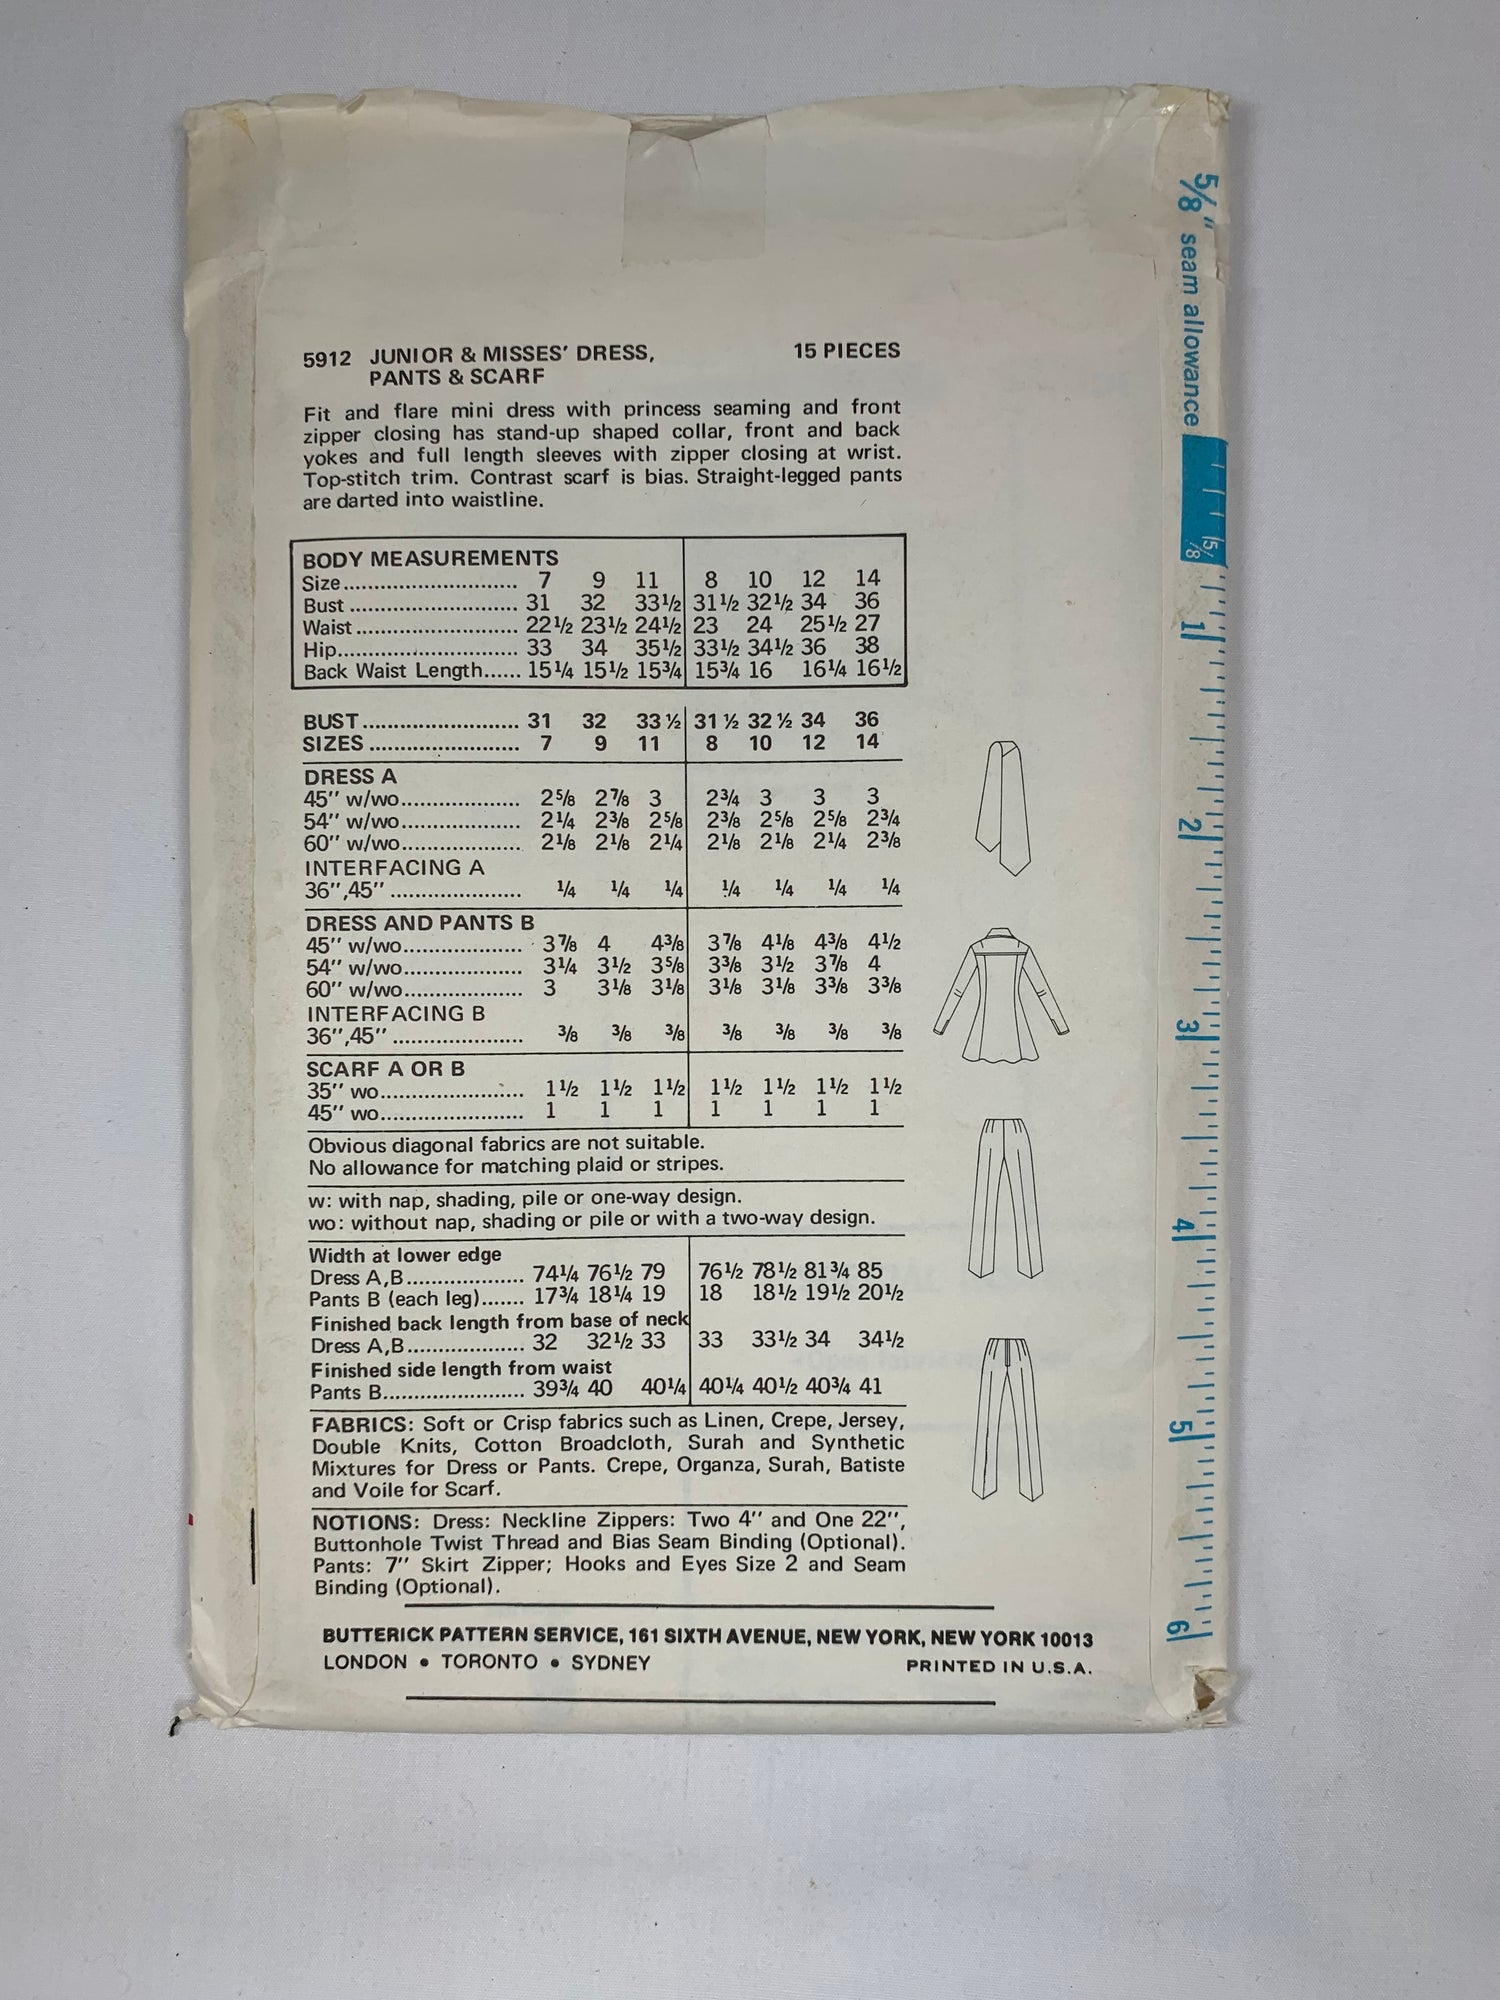 5912 JUNIOR & MISSES' DRESS, 15 PIECES
PANTS & SCARF
Fit and flare mini dress with princess seaming and front
zipper closing has stand-up shaped collar, front and back
yokes and full length sleeves with zipper closing at wrist.
Top-stitch trim. Contrast scarf is bias. Straight-legged pants
are darted into waistline.
BODY MEASUREMENTS
Size............................ 7 9 11 8 10 12 14
Bust ........................... 31 32 33½ 31½ 32½ 34 36
Waist .......................... 22½ 23½ 24½ 23 24 25½ 27
Hip............................. 33 34 35½ 33½ 34½ 36 38
Back Waist Length...... 15¼ 15½ 15¾ 15¾ 16 16¼ 16½
BUST ......................... 31 32 33 ½ 31 ½ 32 ½ 34 36
SIZES ........................ 7 9 11 8 10 12 14
DRESS A
45" w/wo.................... 2⅝ 2⅞ 3 2¾ 3 3 3
54" w/wo.................... 2¼ 2⅜ 2⅝ 2⅜ 2⅝ 2⅝ 2¾
60" w/wo.................... 2⅛ 2⅛ 2¼ 2⅛ 2⅛ 2¼ 2⅜
INTERFACING A
36",45" ...................... ¼ ¼ ¼ ¼ ¼ ¼ ¼
DRESS AND PANTS B
45" w/wo.................... 3⅞ 4 4⅜ 3⅞ 4⅛ 4⅜ 4½
54" w/wo.................... 3¼ 3½ 3⅝ 3⅜ 3½ 3⅞ 4
60" w/wo.................... 3 3⅛ 3⅛ 3⅛ 3⅛ 3⅜ 3⅜
INTERFACING B
36",45" ...................... ⅜ ⅜ ⅜ ⅜ ⅜ ⅜ ⅜
SCARF A OR B
35" wo........................ 1½ 1½ 1½ 1½ 1½ 1½ 1½
45" wo........................ 1 1 1 1 1 1 1
Obvious diagonal fabrics are not suitable.
No allowance for matching plaid or stripes.
w: with nap, shading, pile or one-way design.
wo: without nap, shading or pile or with a two-way design.
Width at lower edge
Dress A,B.................... 74¼ 76½ 79 76½ 78½ 81¾ 85
Pants B (each leg)....... 17¾ 18¼ 19 18 18½ 19½ 20½
Finished back length from base of neck
Dress A,B.................... 32 32½ 33 33 33½ 34 34½
Finished side length from waist
Pants B........................ 39¾ 40 40¼ 40¼ 40½ 40¾ 41
FABRICS: Soft or Crisp fabrics such as Linen, Crepe, Jersey,
Double Knits, Cotton Broadcloth, Surah and Synthetic
Mixtures for Dress or Pants. Crepe, Organza, Surah, Batiste
and Voile for Scarf.
NOTIONS: Dress: Neckline Zippers: Two 4" and One 22",
Buttonhole Twist Thread and Bias Seam Binding (Optional).
Pants: 7" Skirt Zipper; Hooks and Eyes Size 2 and Seam
Binding (Optional).
BUTTERICK PATTERN SERVICE, 161 SIXTH AVENUE, NEW YORK, NEW YORK 10013
LONDON • TORONTO • SYDNEY PRINTED IN U.S.A.
5/8" seam allowance
5/8
1
2
3
4
5
6